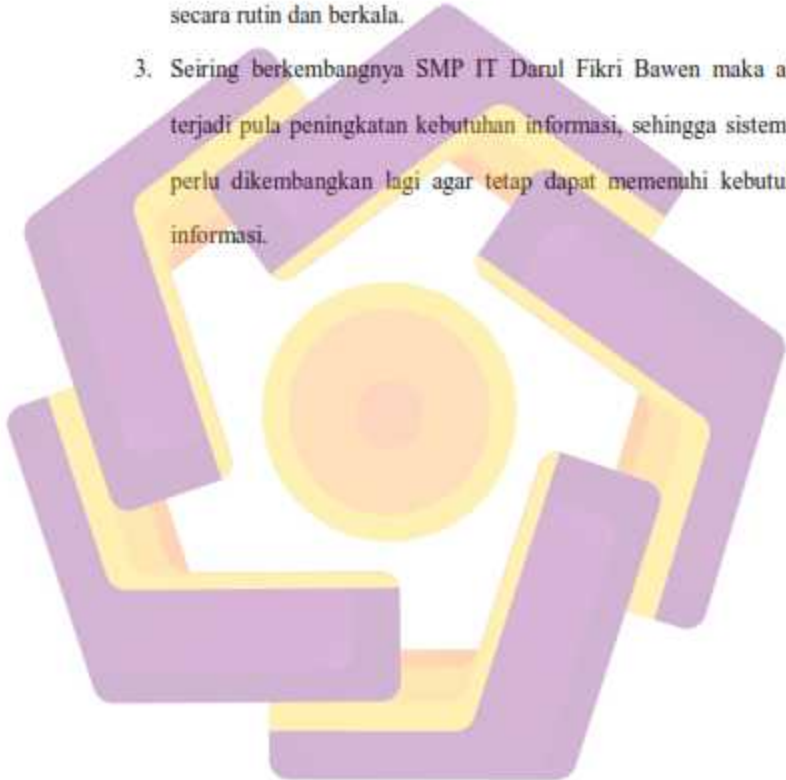 secara rutin dan berkala.
3. Seiring berkembangnya SMP IT Darul Fikri Bawen maka a
terjadi pula peningkatan kebutuhan informasi, sehingga sistem
perlu dikembangkan lagi agar tetap dapat memenuhi kebutu
informasi.